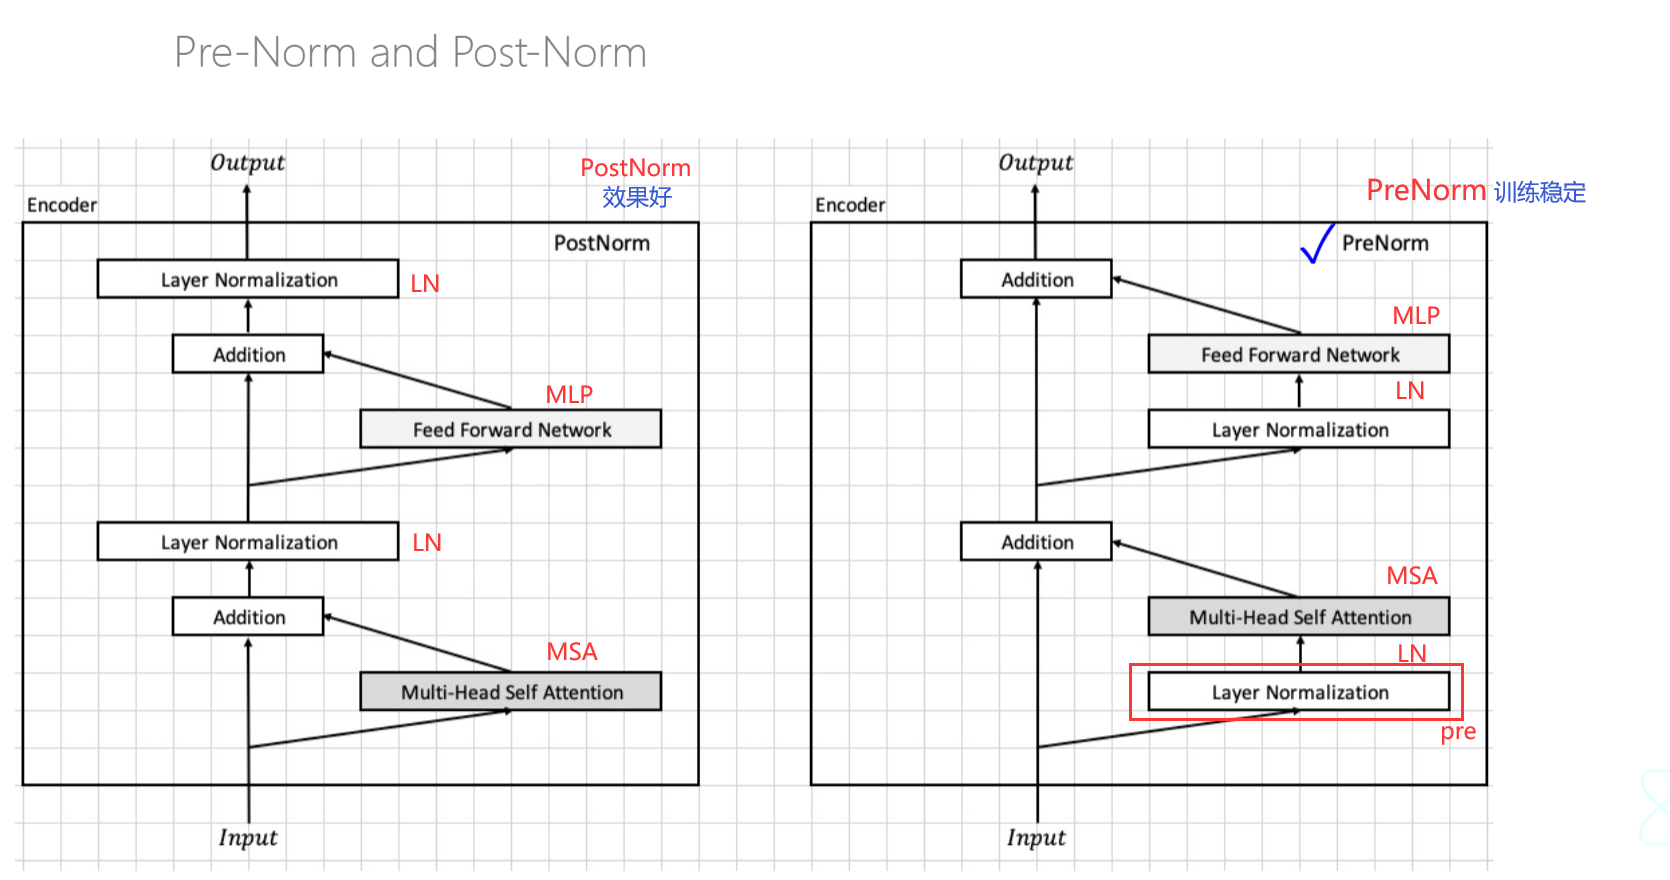 Pre-Norm and Post-Norm
Output
PostNorm
效果好
Encoder
PostNorm
Layer Normalization
LN
Addition
MLP
Feed Forward Network
Layer Normalization
LN
Addition
MSA
Multi-Head Self Attention
Input
Output
PreNorm 训练稳定
Encoder
PreNorm
Addition
MLP
Feed Forward Network
LN
Layer Normalization
Addition
MSA
Multi-Head Self Attention
LN
Layer Normalization
pre
Input